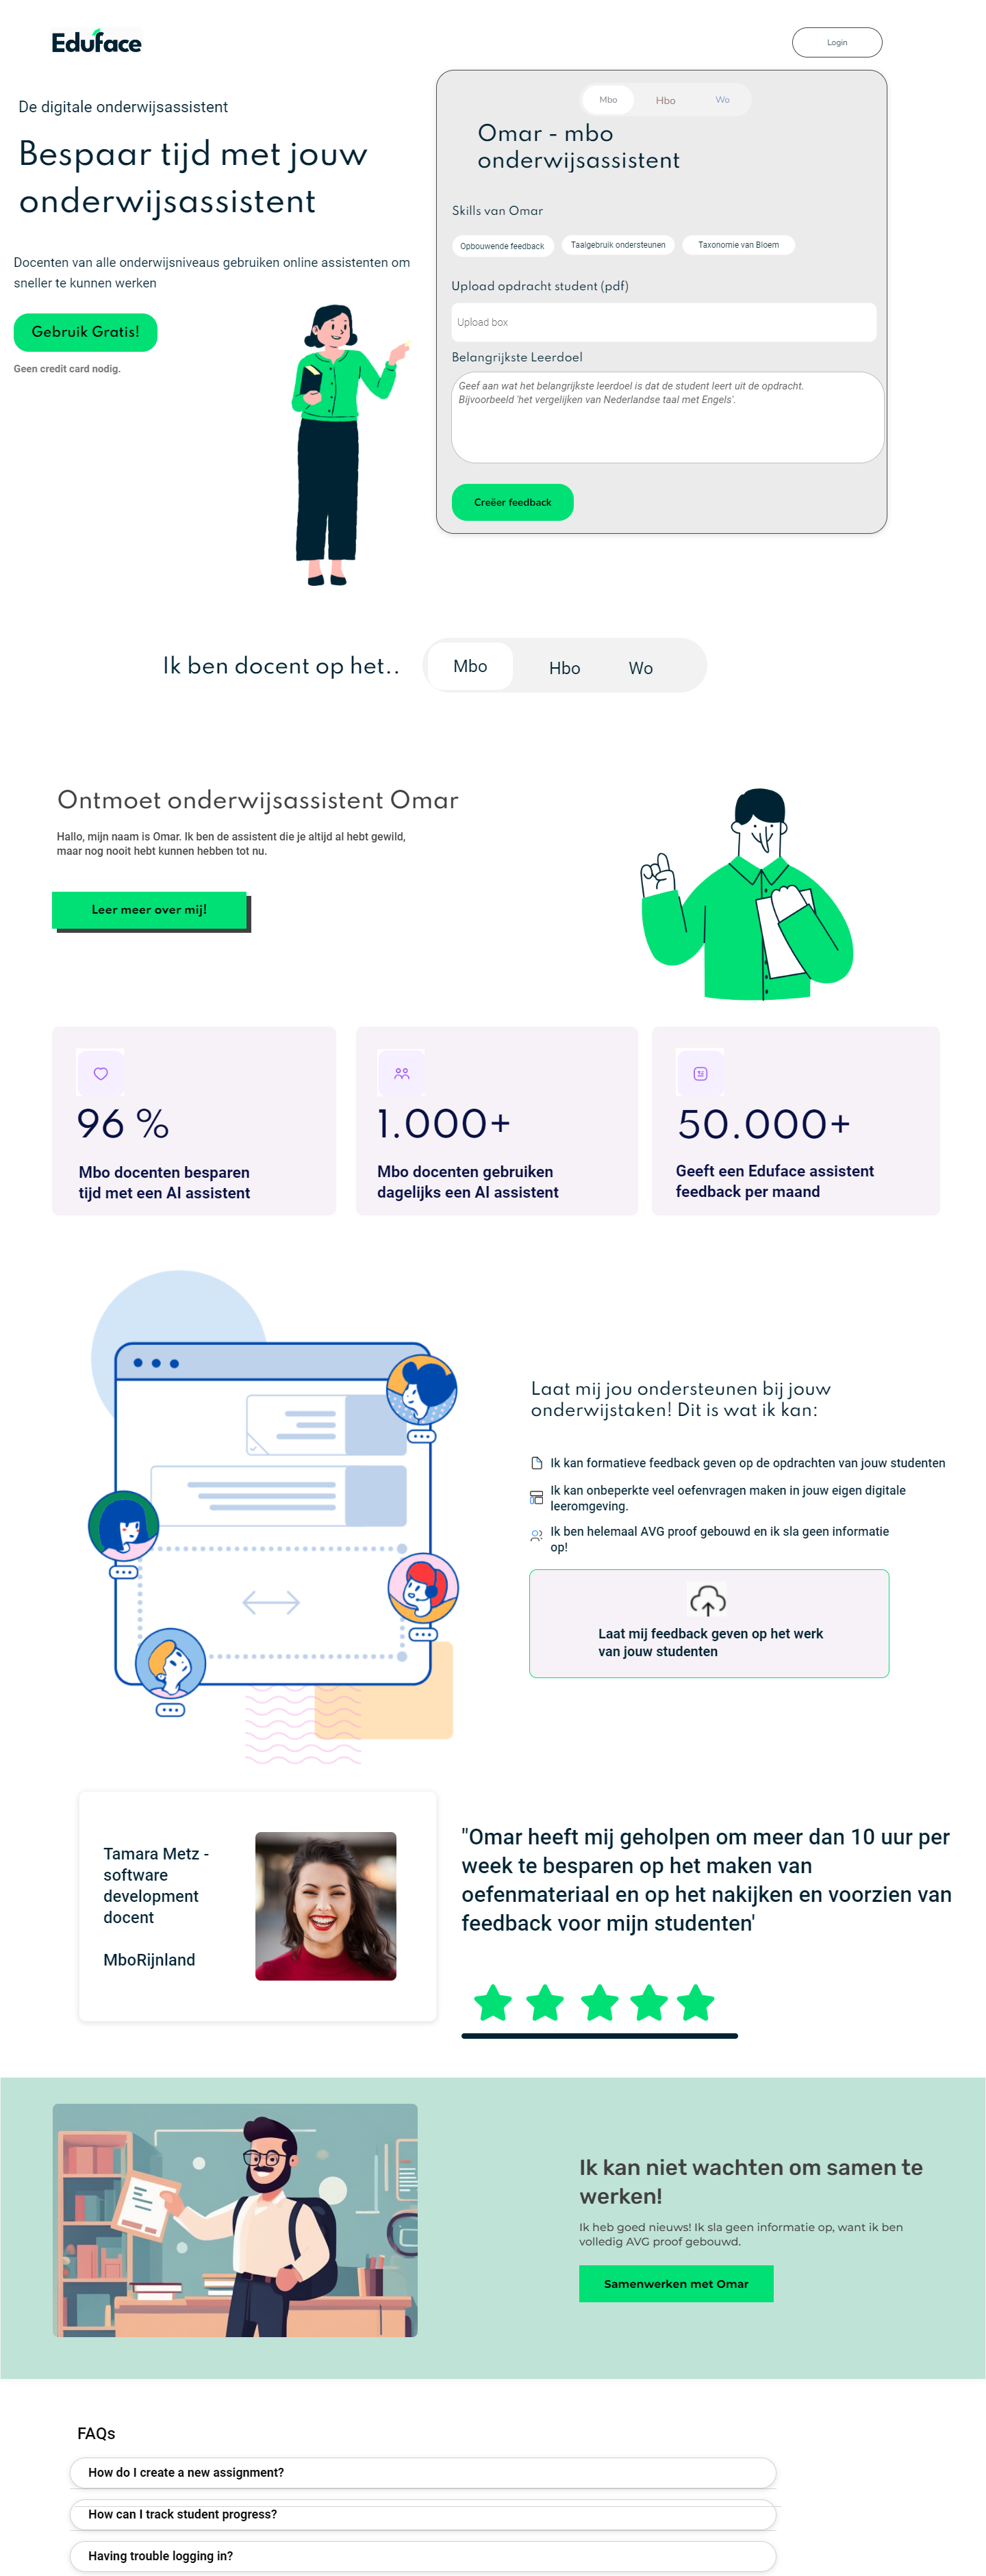 Eduface
Login
De digitale onderwijsassistent
Bespaar tijd met jouw
onderwijsassistent
Docenten van alle onderwijsniveaus gebruiken online assistenten om
sneller te kunnen werken
Gebruik Gratis!
Geen credit card nodig.
Mbo Hbo Wo
Omar - mbo
onderwijsassistent
Skills van Omar
Opbouwende feedback Taalgebruik ondersteunen Taxonomie van Bloem
Upload opdracht student (pdf)
Upload box
Belangrijkste Leerdoel
Geef aan wat het belangrijkste leerdoel is dat de student leert uit de opdracht.
Bijvoorbeeld 'het vergelijken van Nederlandse taal met Engels'.
Creëer feedback
Ik ben docent op het.. Mbo Hbo Wo
Ontmoet onderwijsassistent Omar
Hallo, mijn naam is Omar. Ik ben de assistent die je altijd al hebt gewild,
maar nog nooit hebt kunnen hebben tot nu.
Leer meer over mij!
96 %
Mbo docenten besparen
tijd met een AI assistent
1.000+
Mbo docenten gebruiken
dagelijks een AI assistent
50.000+
Geeft een Eduface assistent
feedback per maand
Laat mij jou ondersteunen bij jouw
onderwijstaken! Dit is wat ik kan:
Ik kan formatieve feedback geven op de opdrachten van jouw studenten
Ik kan onbeperkte veel oefenvragen maken in jouw eigen digitale
leeromgeving.
Ik ben helemaal AVG proof gebouwd en ik sla geen informatie
op!
Laat mij feedback geven op het werk
van jouw studenten
Tamara Metz -
software
development
docent
MboRijnland
"Omar heeft mij geholpen om meer dan 10 uur per
week te besparen op het maken van
oefenmateriaal en op het nakijken en voorzien van
feedback voor mijn studenten'
Ik kan niet wachten om samen te
werken!
Ik heb goed nieuws! Ik sla geen informatie op, want ik ben
volledig AVG proof gebouwd.
Samenwerken met Omar
FAQs
How do I create a new assignment?
How can I track student progress?
Having trouble logging in?